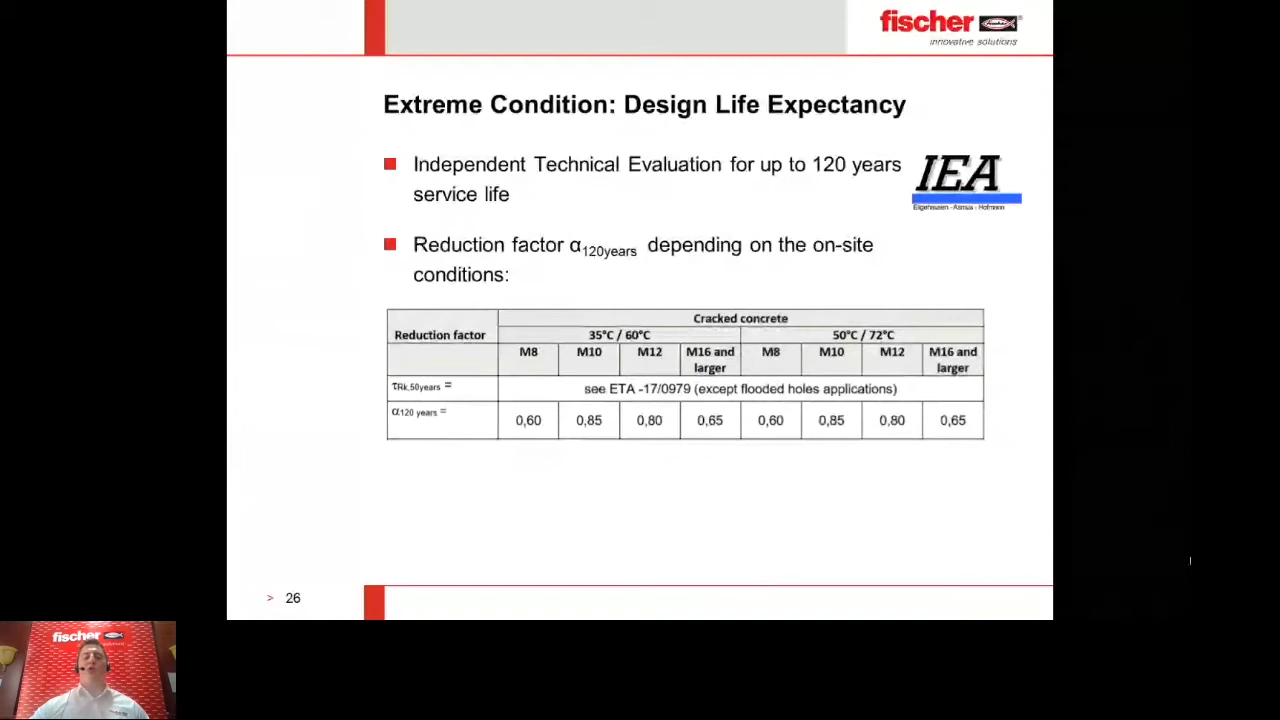 fischer
innovative solutions
Extreme Condition: Design Life Expectancy
Independent Technical Evaluation for up to 120 years
service life
IEA
Eligehausen - Asmus - Hofmann
Reduction factor α120years depending on the on-site
conditions:
Reduction factor
Cracked concrete
35°C / 60°C 50°C / 72°C
M8 M10 M12 M16 and larger M8 M10 M12 M16 and larger
τRk,50years = see ETA -17/0979 (except flooded holes applications)
α120 years = 0,60 0,85 0,80 0,65 0,60 0,85 0,80 0,65
> 26
fischer